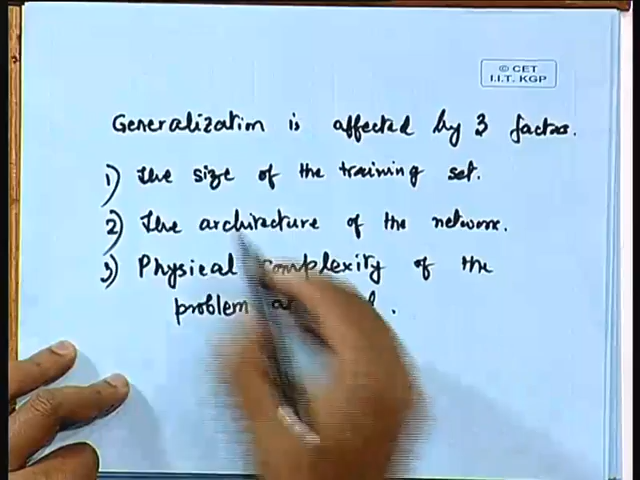 © CET
I.I.T. KGP
Generalization is affected by 3 factors.
1) The size of the training set.
2) The architecture of the network.
3) Physical complexity of the
problem